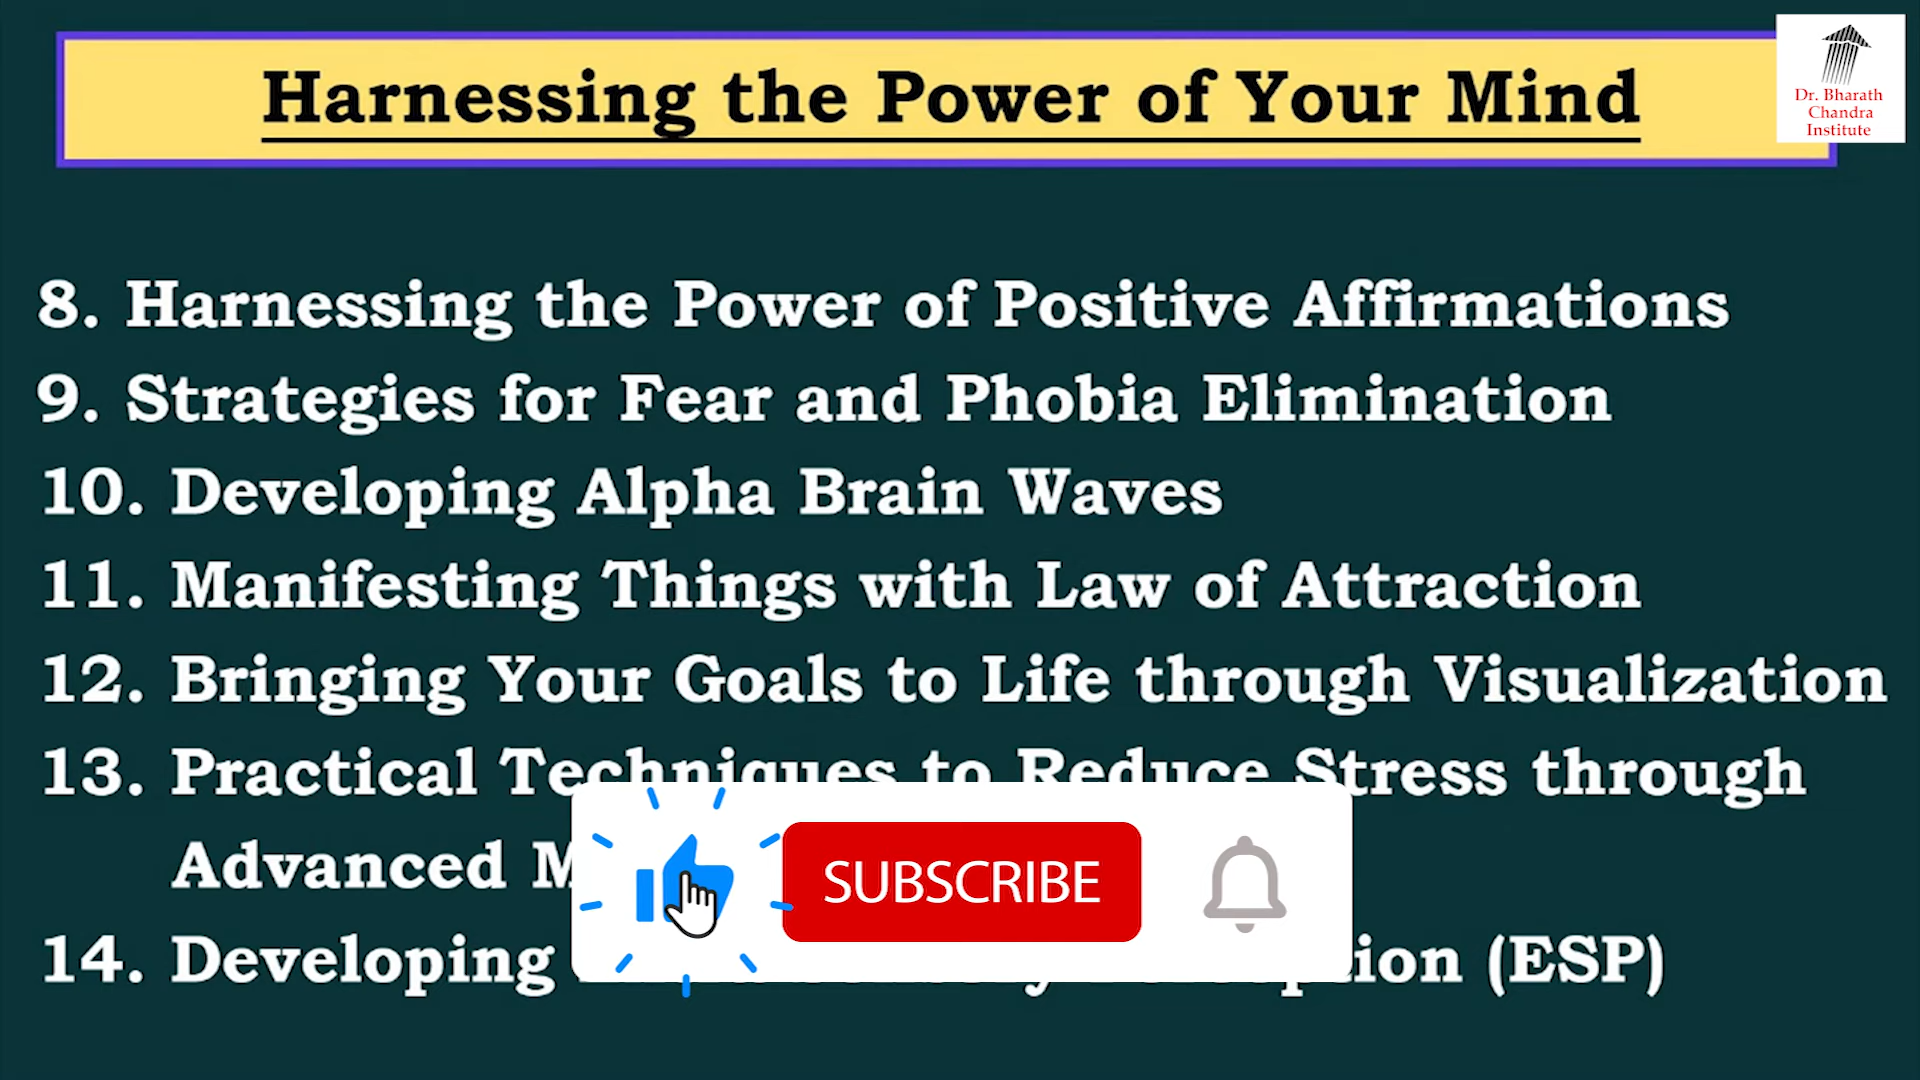 Harnessing the Power of Your Mind
Dr. Bharath
Chandra
Institute
8. Harnessing the Power of Positive Affirmations
9. Strategies for Fear and Phobia Elimination
10. Developing Alpha Brain Waves
11. Manifesting Things with Law of Attraction
12. Bringing Your Goals to Life through Visualization
13. Practical Techniques to Reduce Stress through
Advanced
SUBSCRIBE
14. Developing (ESP)